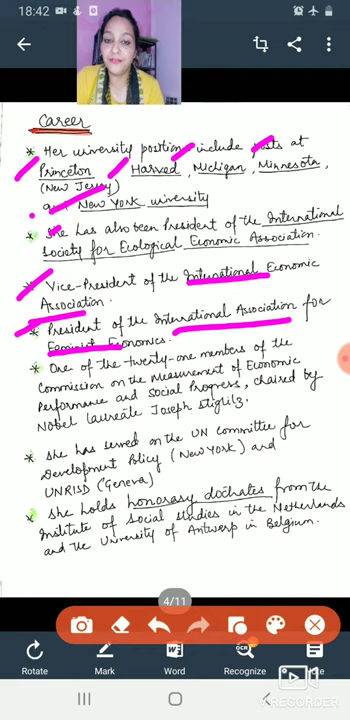 18:42
Career
* Her university position include posts at
Princeton Harved, Michigan, Minnesota,
(New Jersey)
New York university
* She has also been President of the International
Society for Ecological Economic Association.
* Vice-President of the International Economic
Association.
* President of the International Association for
Feminist Economics.
* One of the twenty-one members of the
Commission on the Measurement of Economic
Performance and Social Progress, chaired by
Nobel laureate Joseph Stiglilz.
* She has served on the UN committee for
Development Policy (New York) and
UNRISD (Geneva)
* She holds honorary doctrates from the
Institute of Social studies in the Netherlands
and the University of Antwerp in Belgium.
4/11
OCR
Rotate Mark Word Recognize
VIRECORDER